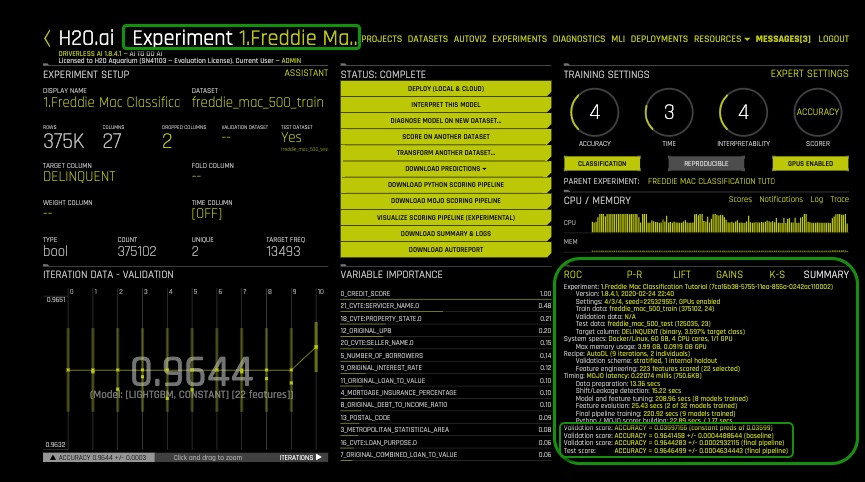 H2O.ai Experiment 1.Freddie Ma..
PROJECTS DATASETS AUTOVIZ EXPERIMENTS DIAGNOSTICS MLI DEPLOYMENTS RESOURCES MESSAGES[3] LOGOUT
DRIVERLESS AI 1.8.4.1 – AI TO DO AI
Licensed to H2O Aquarium (SN41103) – Evaluation License). Current User – ADMIN
EXPERIMENT SETUP ASSISTANT
DISPLAY NAME DATASET
1.Freddie Mac Classific freddie_mac_500_train
ROWS COLUMNS DROPPED COLUMNS VALIDATION DATASET TEST DATASET
375K 27 2 -- Yes
freddie_mac_500_tes
TARGET COLUMN FOLD COLUMN
DELINQUENT --
WEIGHT COLUMN TIME COLUMN
-- [OFF]
TYPE COUNT UNIQUE TARGET FREQ
bool 375102 2 13493
STATUS: COMPLETE
DEPLOY (LOCAL & CLOUD)
INTERPRET THIS MODEL
DIAGNOSE MODEL ON NEW DATASET...
SCORE ON ANOTHER DATASET
TRANSFORM ANOTHER DATASET...
DOWNLOAD PREDICTIONS
DOWNLOAD PYTHON SCORING PIPELINE
DOWNLOAD MOJO SCORING PIPELINE
VISUALIZE SCORING PIPELINE (EXPERIMENTAL)
DOWNLOAD SUMMARY & LOGS
DOWNLOAD AUTOREPORT
TRAINING SETTINGS EXPERT SETTINGS
4 3 4 ACCURACY
ACCURACY TIME INTERPRETABILITY SCORER
CLASSIFICATION REPRODUCIBLE GPUS ENABLED
PARENT EXPERIMENT: FREDDIE MAC CLASSIFICATION TUTO
CPU / MEMORY Scores Notifications Log Trace
CPU
MEM
ITERATION DATA - VALIDATION
0 1 2 3 4 5 6 7 8 9 10
0.9651
0.9644
(Model: [LIGHTGBM, CONSTANT] [22 features])
0.9632
ACCURACY 0.9644 +/- 0.0003 Click and drag to zoom ITERATIONS
VARIABLE IMPORTANCE
0_CREDIT_SCORE 1.00
21_CVTE:SERVICER_NAME.0 0.48
18_CVTE:PROPERTY_STATE.0 0.21
12_ORIGINAL_UPB 0.20
20_CVTE:SELLER_NAME.0 0.15
5_NUMBER_OF_BORROWERS 0.14
9_ORIGINAL_INTEREST_RATE 0.12
11_ORIGINAL_LOAN_TO_VALUE 0.10
4_MORTGAGE_INSURANCE_PERCENTAGE 0.10
8_ORIGINAL_DEBT_TO_INCOME_RATIO 0.10
13_POSTAL_CODE 0.09
3_METROPOLITAN_STATISTICAL_AREA 0.08
16_CVTE:LOAN_PURPOSE.0 0.06
7_ORIGINAL_COMBINED_LOAN_TO_VALUE 0.06
ROC P-R LIFT GAINS K-S SUMMARY
Experiment: 1.Freddie Mac Classification Tutorial (7ca16b38-5755-11ea-855a-0242ac110002)
Version: 1.8.4.1, 2020-02-24 22:40
Settings: 4/3/4, seed=225329557, GPUs enabled
Train data: freddie_mac_500_train (375102, 24)
Validation data: N/A
Test data: freddie_mac_500_test (125035, 23)
Target column: DELINQUENT (binary, 3.597% target class)
System specs: Docker/Linux, 60 GB, 4 CPU cores, 1/1 GPU
Max memory usage: 3.99 GB, 0.0919 GB GPU
Recipe: AutoDL (9 iterations, 2 individuals)
Validation scheme: stratified, 1 internal holdout
Feature engineering: 223 features scored (22 selected)
Timing: MOJO latency: 0.22074 millis (750.6KB)
Data preparation: 13.36 secs
Shift/Leakage detection: 15.22 secs
Model and feature tuning: 208.96 secs (8 models trained)
Feature evolution: 25.43 secs (2 of 32 models trained)
Final pipeline training: 220.92 secs (9 models trained)
Python / MOJO scorer building: 22.89 secs / 1.77 secs
Validation score: ACCURACY = 0.03597155 (constant preds of 0.03599)
Validation score: ACCURACY = 0.9641458 +/- 0.0004488644 (baseline)
Validation score: ACCURACY = 0.9644283 +/- 0.0002932115 (final pipeline)
Test score: ACCURACY = 0.9646499 +/- 0.0004634443 (final pipeline)